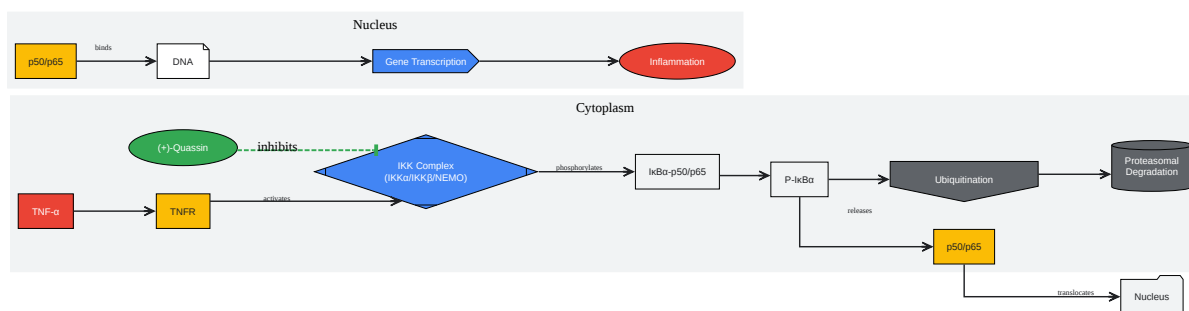 Nucleus
p50/p65
binds
DNA
Gene Transcription
Inflammation
Cytoplasm
(+)-Quassin
inhibits
IKK Complex
(IKKα/IKKβ/NEMO)
phosphorylates
IκBα-p50/p65
P-IκBα
Ubiquitination
Proteasomal
Degradation
TNF-α
TNFR
activates
releases
p50/p65
translocates
Nucleus